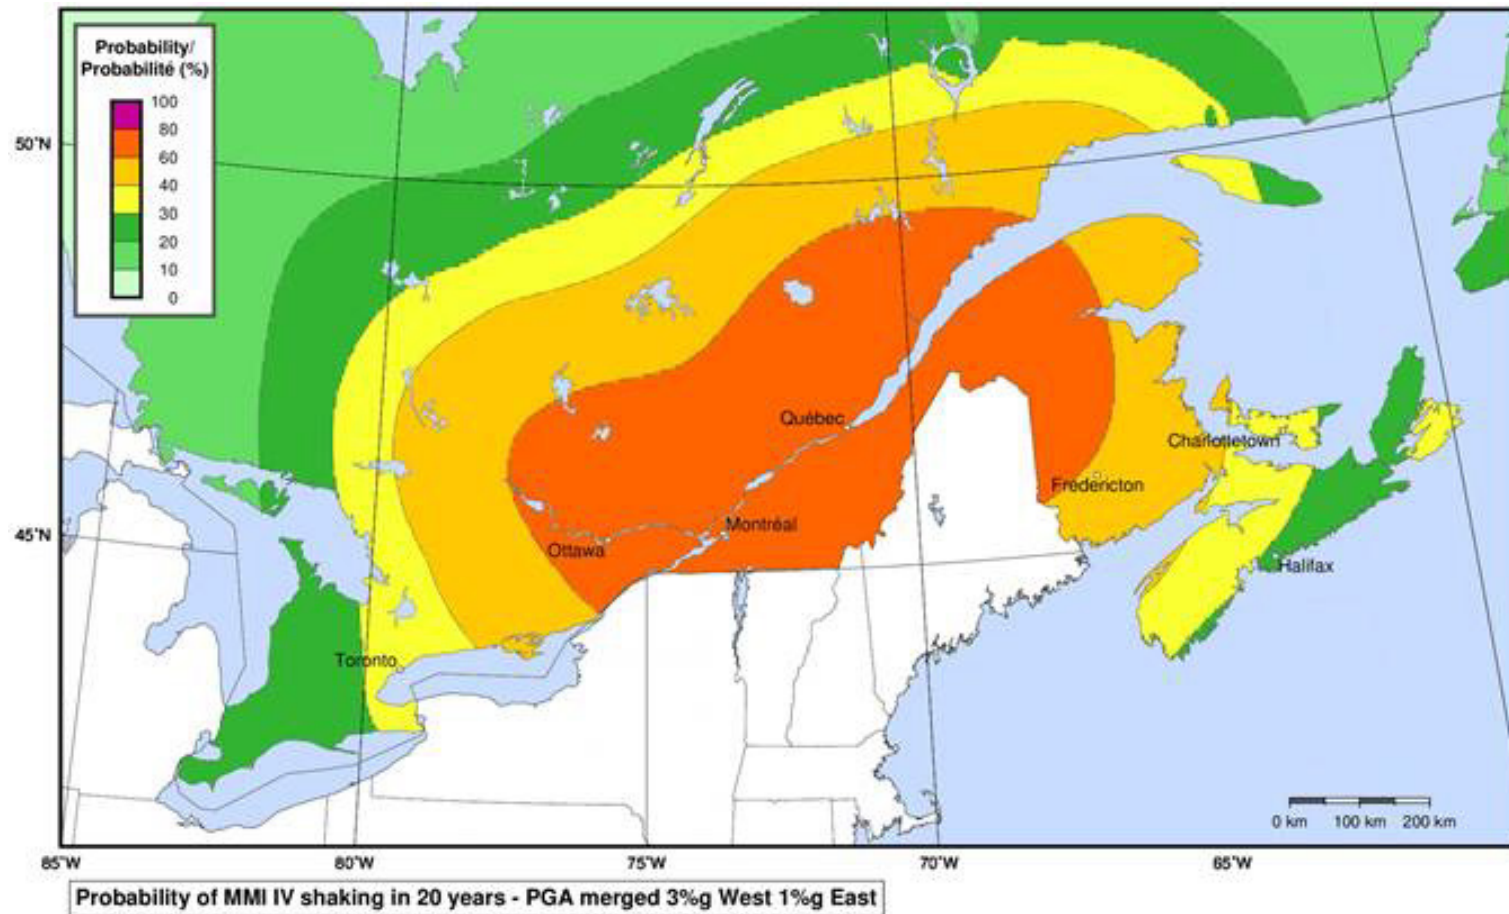 Probability/
Probabilité (%)
100
80
60
40
30
20
10
0
50°N
45°N
Québec
Charlottetown
Fredericton
Montréal
Ottawa
Halifax
Toronto
0 km 100 km 200 km
85°W 80°W 75°W 70°W 65°W
Probability of MMI IV shaking in 20 years - PGA merged 3%g West 1%g East